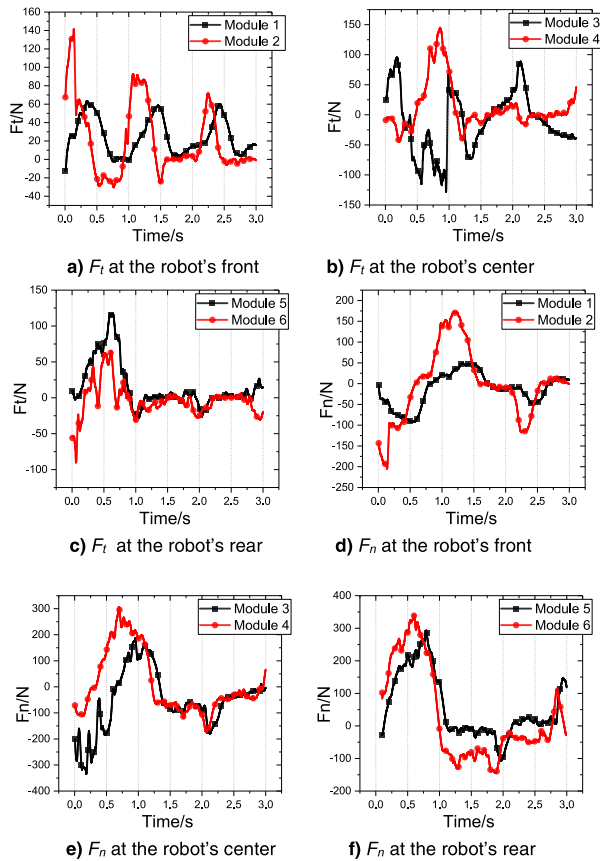 Module 1
Module 2
Ft/N
140
120
100
80
60
40
20
0
-20
-40
0.0 0.5 1.0 1.5 2.0 2.5 3.0
Time/s
a) Ft at the robot's front
Module 3
Module 4
Ft/N
150
100
50
0
-50
-100
-150
0.0 0.5 1.0 1.5 2.0 2.5 3.0
Time/s
b) Ft at the robot's center
Module 5
Module 6
Ft/N
150
100
50
0
-50
-100
0.0 0.5 1.0 1.5 2.0 2.5 3.0
Time/s
c) Ft at the robot's rear
Module 1
Module 2
Fn/N
200
150
100
50
0
-50
-100
-150
-200
-250
0.0 0.5 1.0 1.5 2.0 2.5 3.0
Time/s
d) Fn at the robot's front
Module 3
Module 4
Fn/N
300
200
100
0
-100
-200
-300
-400
0.0 0.5 1.0 1.5 2.0 2.5 3.0
Time/s
e) Fn at the robot's center
Module 5
Module 6
Fn/N
400
300
200
100
0
-100
-200
0.0 0.5 1.0 1.5 2.0 2.5 3.0
Time/s
f) Fn at the robot's rear